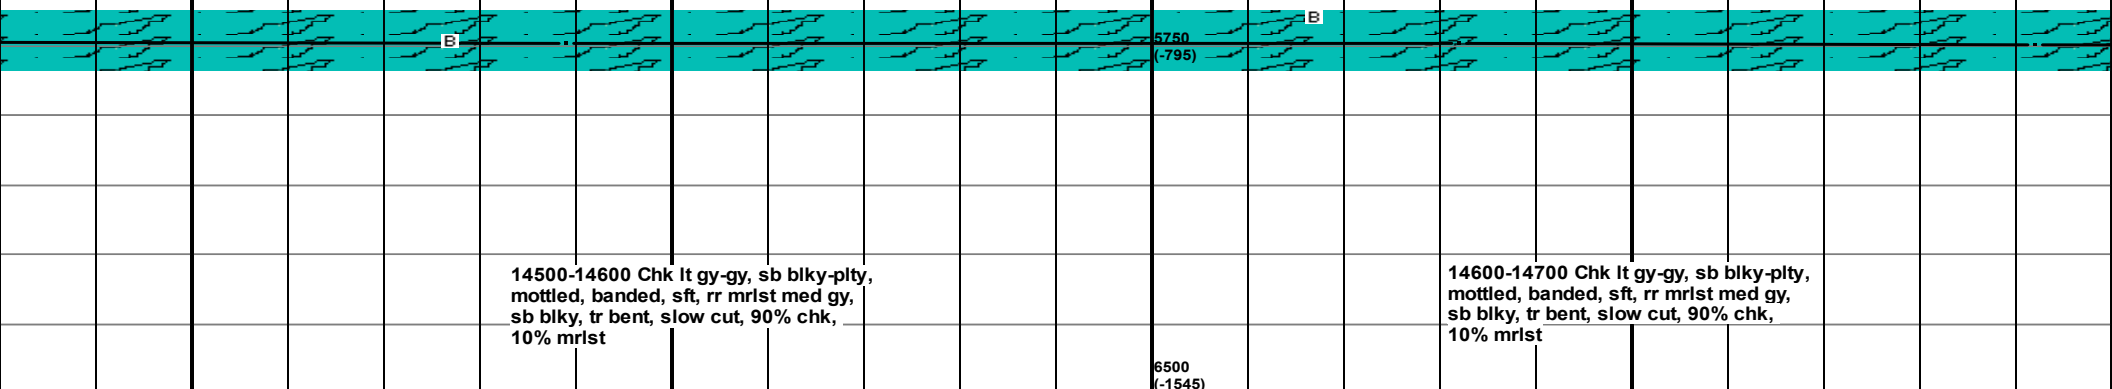 B
B
5750
(-795)
14500-14600 Chk lt gy-gy, sb blky-plty,
mottled, banded, sft, rr mrlst med gy,
sb blky, tr bent, slow cut, 90% chk,
10% mrlst
14600-14700 Chk lt gy-gy, sb blky-plty,
mottled, banded, sft, rr mrlst med gy,
sb blky, tr bent, slow cut, 90% chk,
10% mrlst
6500
(-1545)